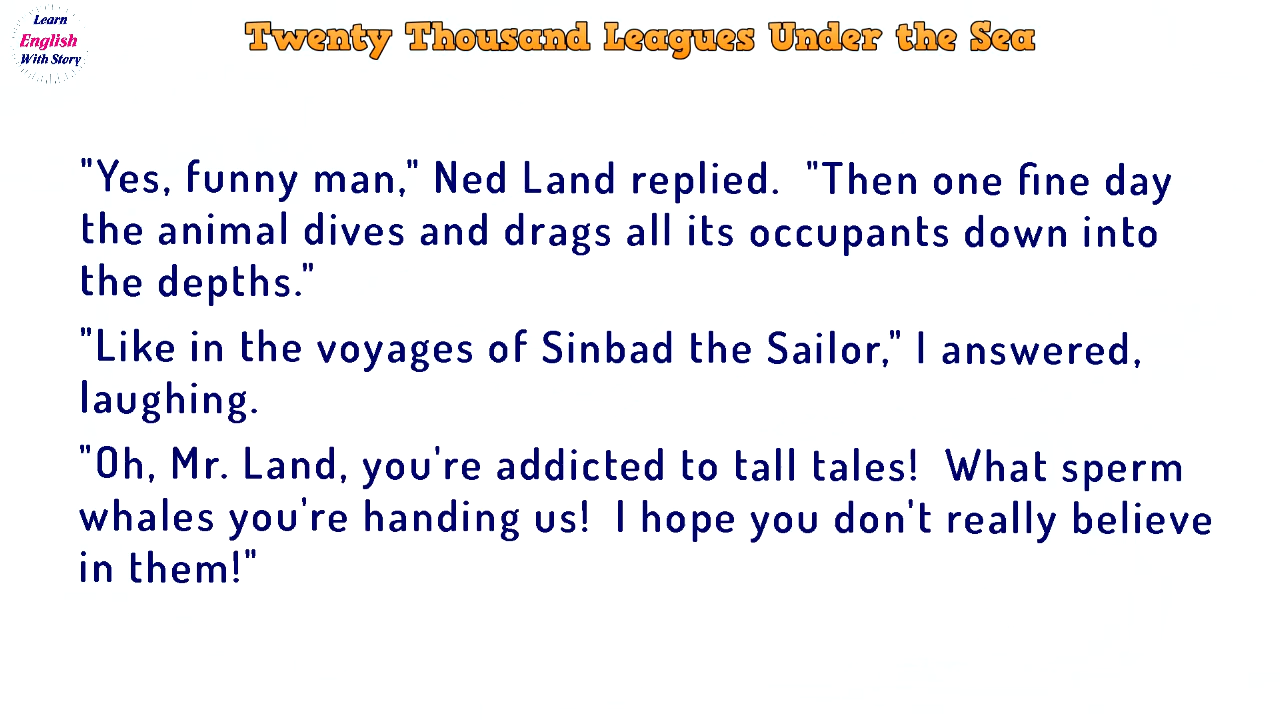 Learn
English
With Story
Twenty Thousand Leagues Under the Sea
"Yes, funny man," Ned Land replied.  "Then one fine day
the animal dives and drags all its occupants down into
the depths."
"Like in the voyages of Sinbad the Sailor," I answered,
laughing.
"Oh, Mr. Land, you're addicted to tall tales!  What sperm
whales you're handing us!  I hope you don't really believe
in them!"